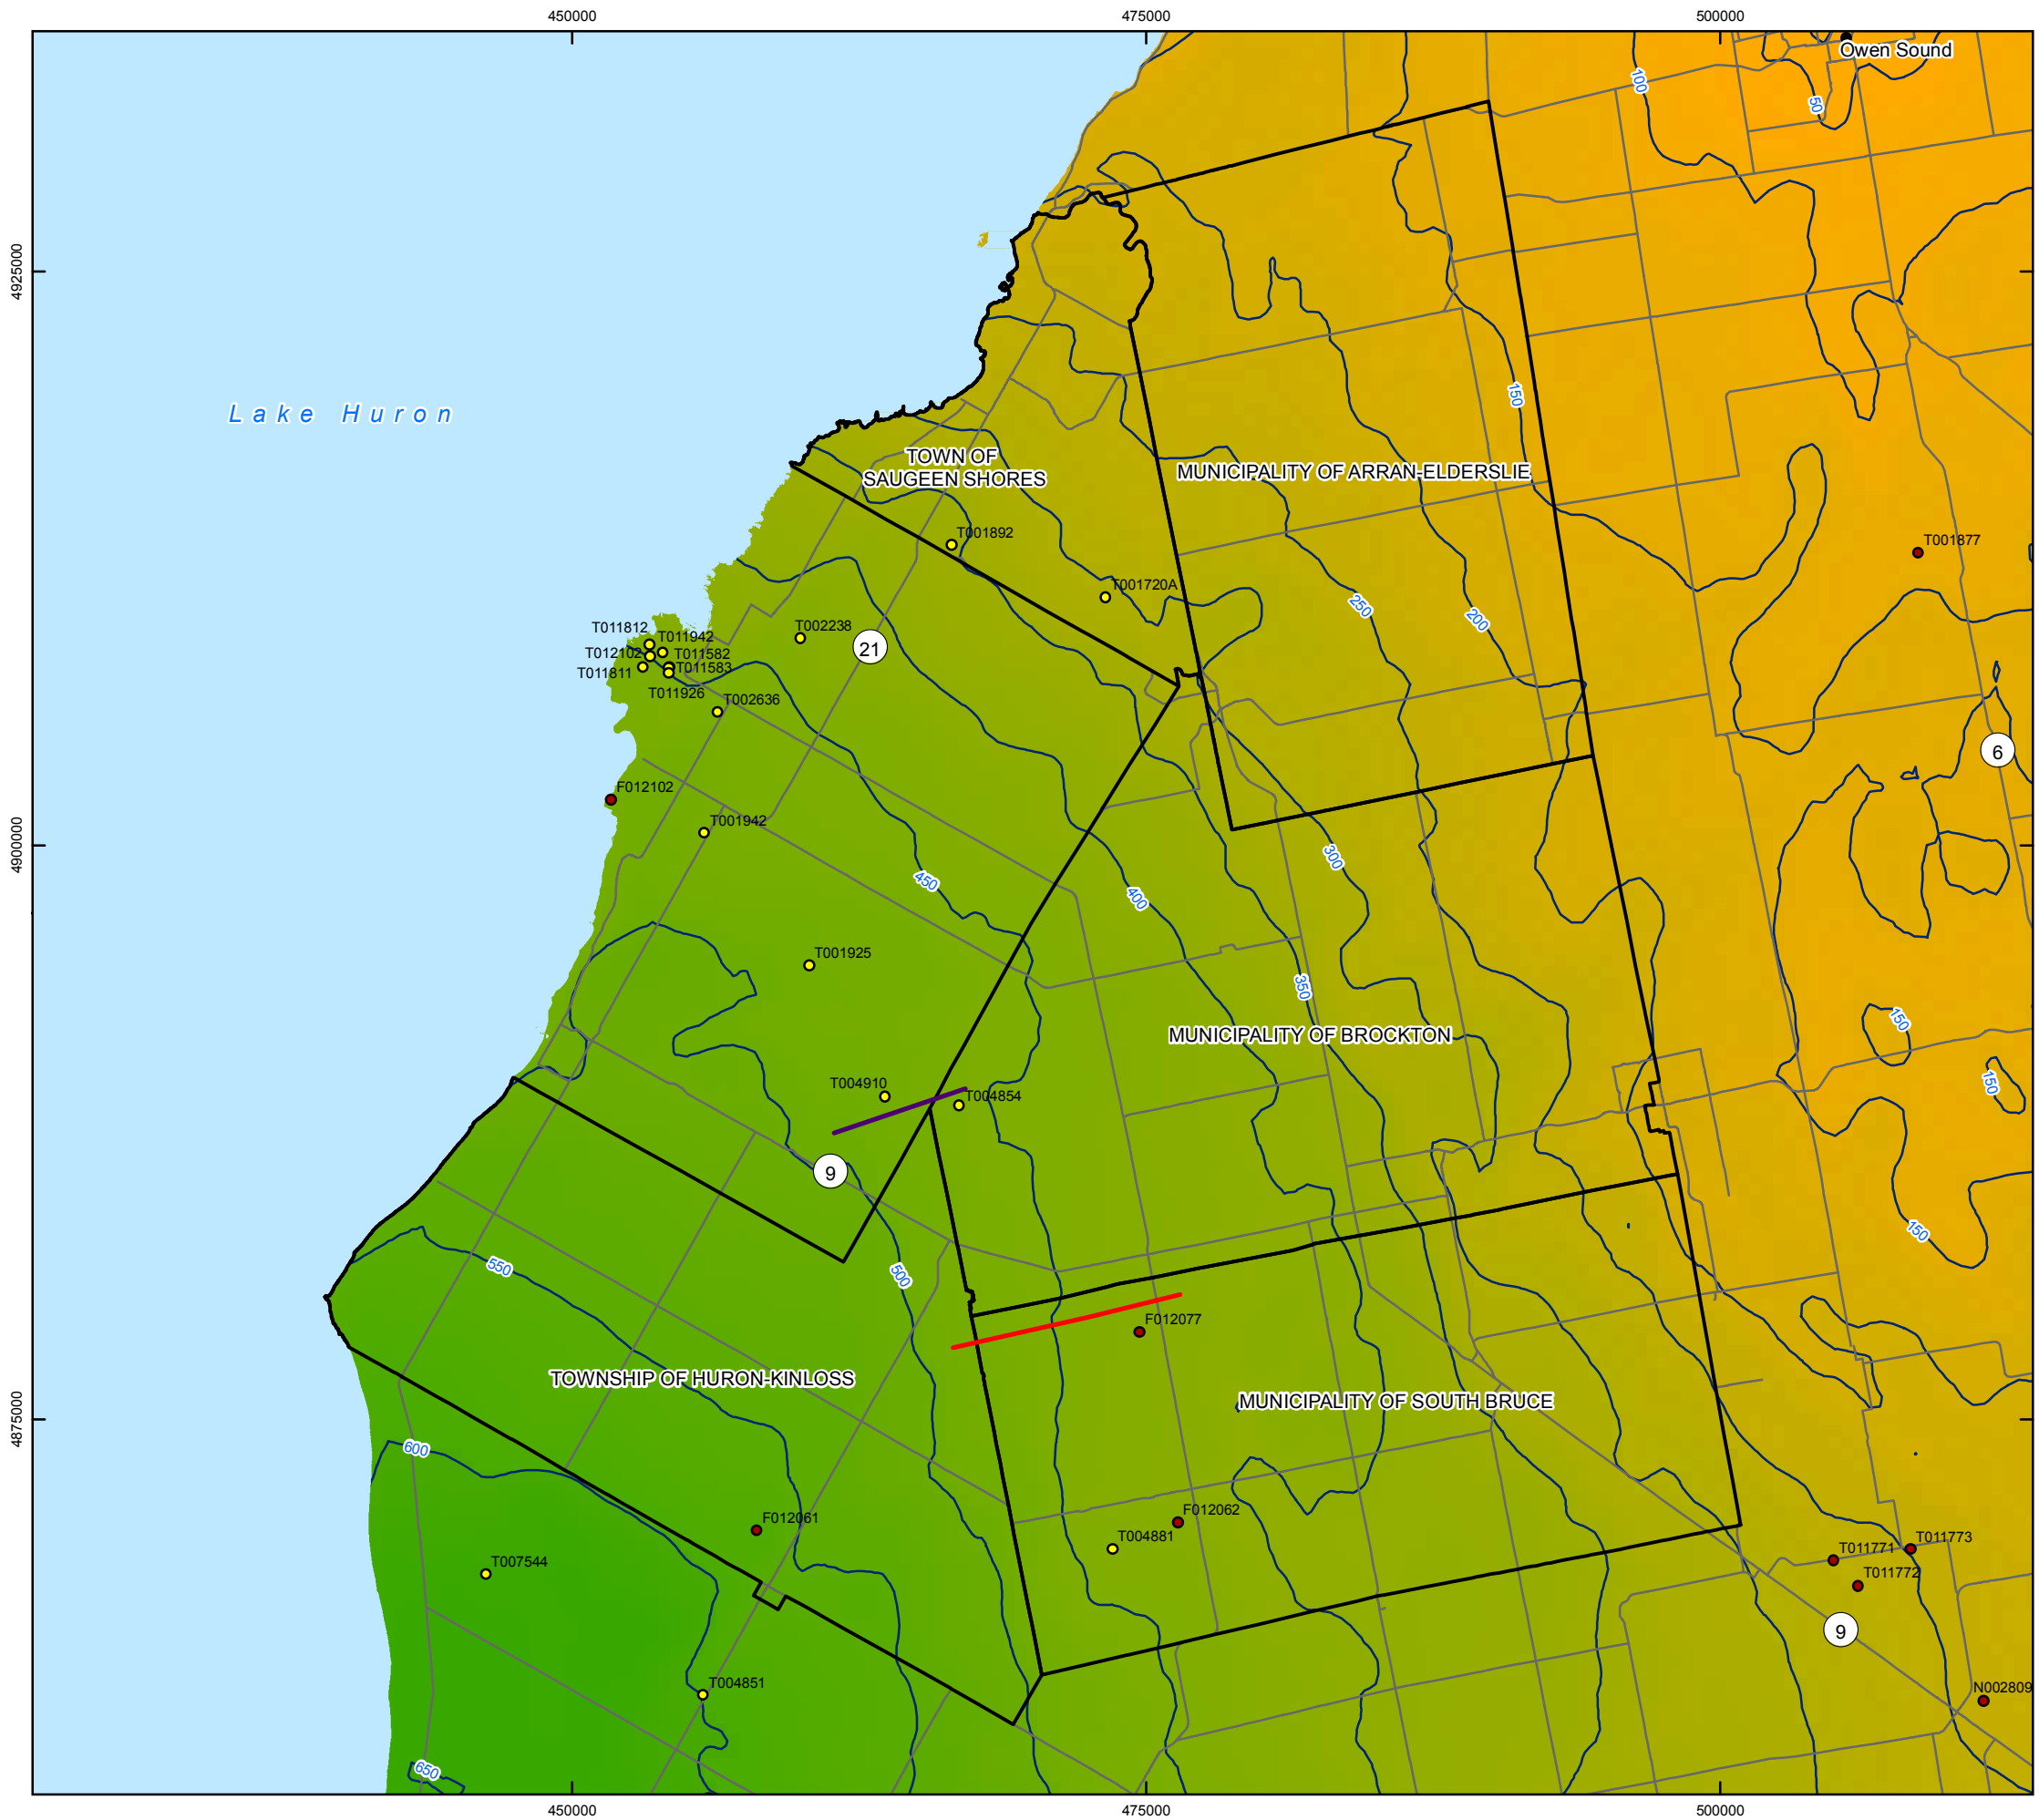 450000
475000
500000
Owen Sound
100
50
4925000
4925000
Lake Huron
150
TOWN OF
SAUGEEN SHORES
MUNICIPALITY OF ARRAN-ELDERSLIE
T001892
T001877
T001720A
250
200
T011812
T011942
T002238
21
T012102
T011582
T011811
T011583
T011926
T002636
6
F012102
T001942
4900000
300
450
400
T001925
350
150
MUNICIPALITY OF BROCKTON
T004910
T004854
150
9
150
550
500
F012077
TOWNSHIP OF HURON-KINLOSS
MUNICIPALITY OF SOUTH BRUCE
4875000
600
F012061
F012062
T004881
T011773
T011771
T007544
T011772
9
T004851
N002809
650
450000
475000
500000